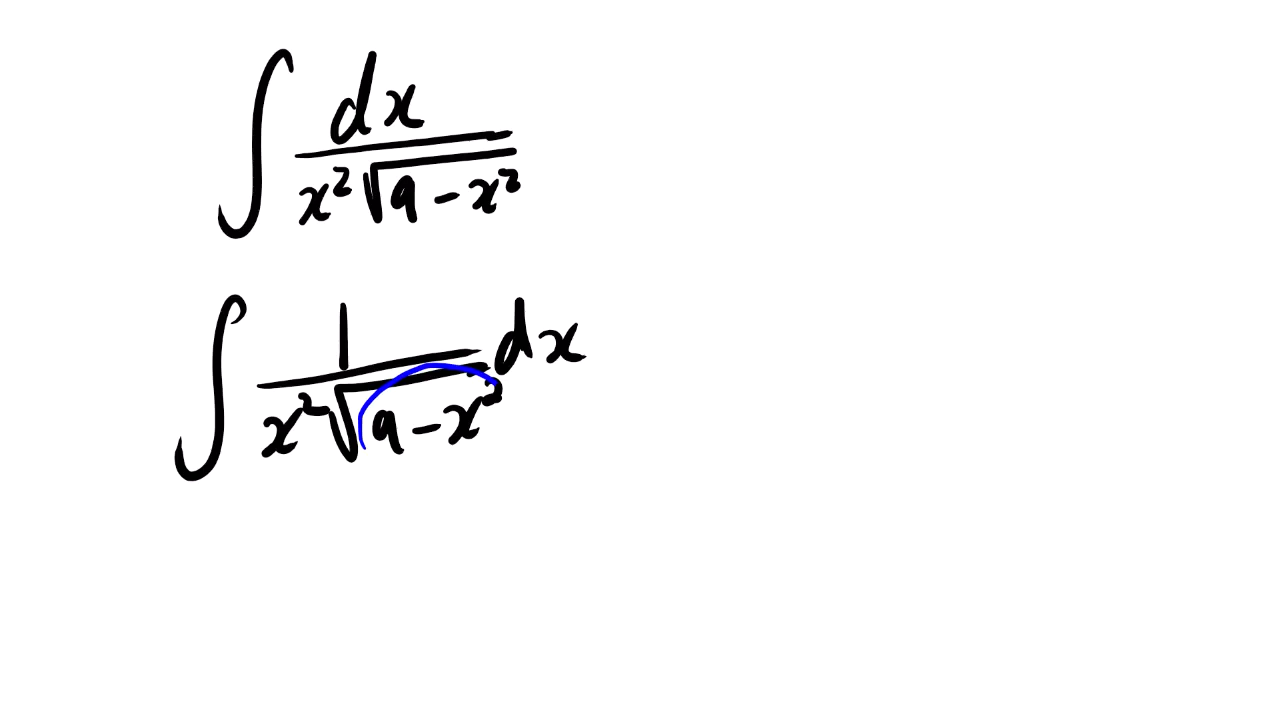 ∫ dx / (x²√(9 - x²))
∫ 1 / (x²√(9 - x²)) dx